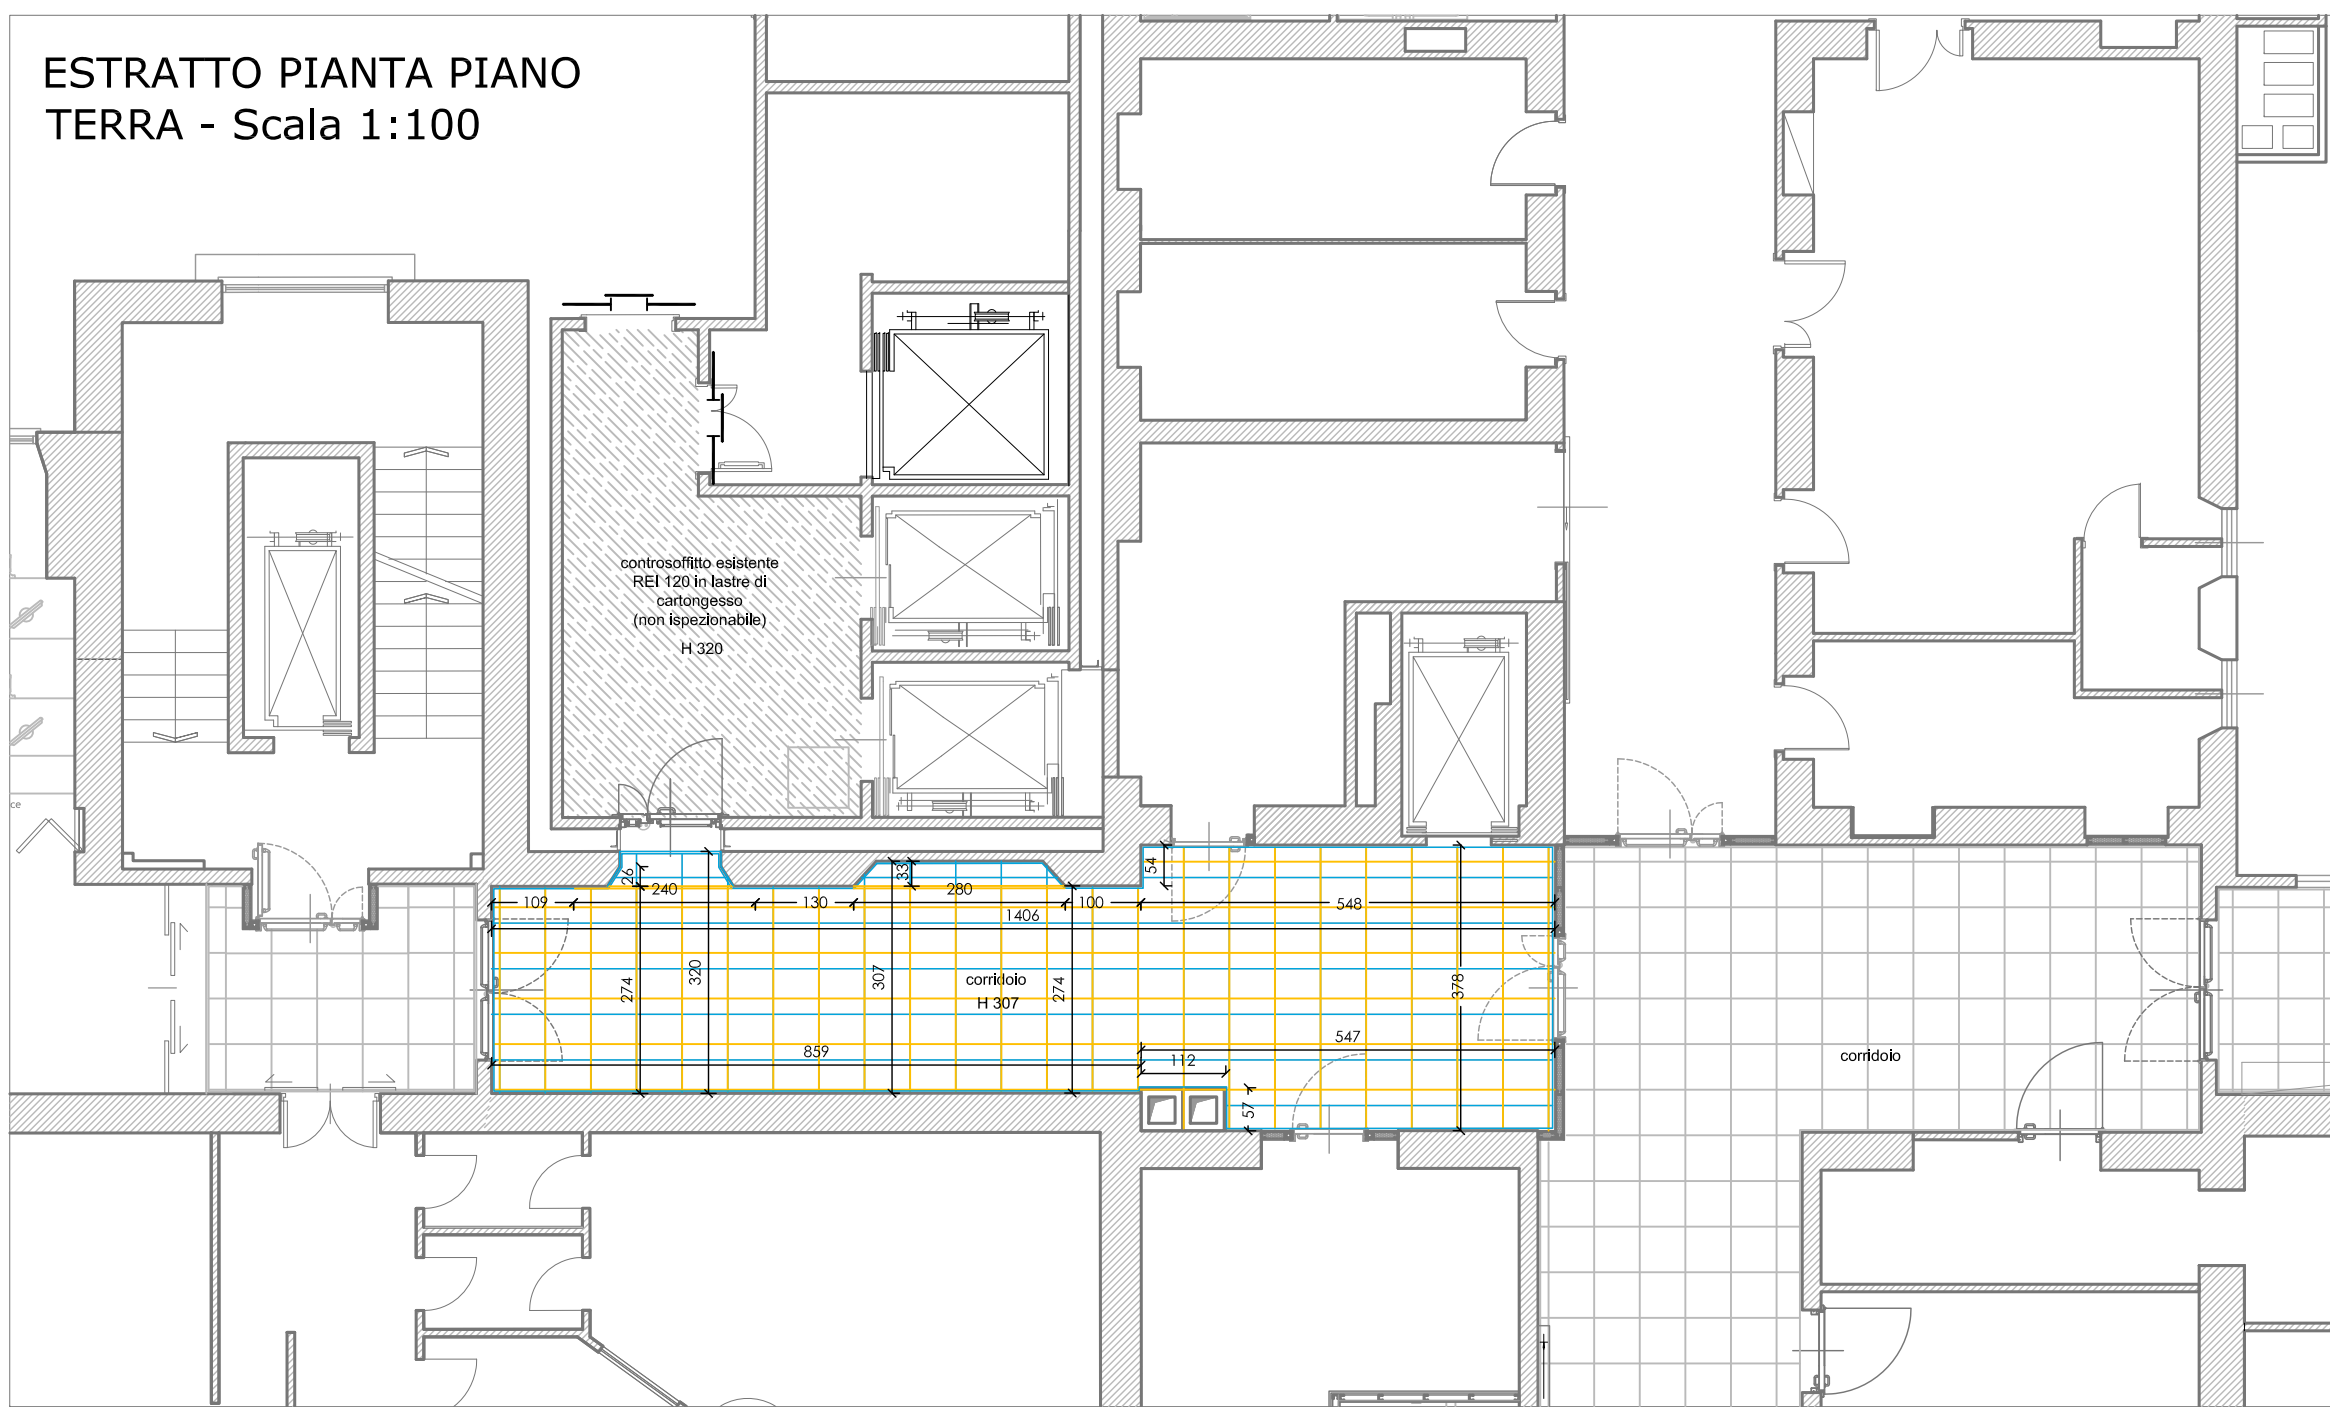 ESTRATTO PIANTA PIANO
TERRA - Scala 1:100
controsoffitto esistente
REI 120 in lastre di
cartongesso
(non ispezionabile)
H 320
ce
26
240
33
280
54
109
130
100
548
1406
274
320
307
corridoio
H 307
274
378
859
547
112
57
corridoio